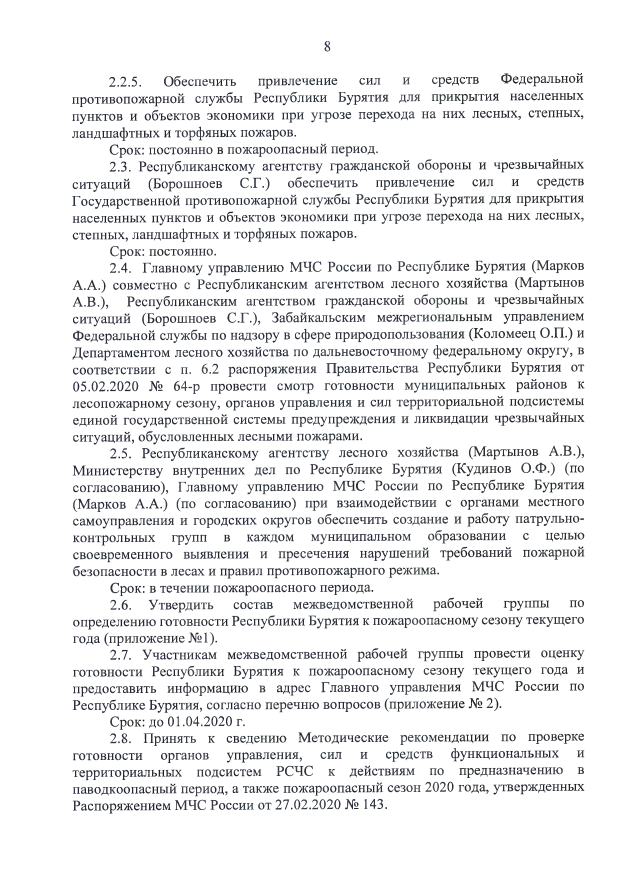 8
2.2.5. Обеспечить привлечение сил и средств Федеральной
противопожарной службы Республики Бурятия для прикрытия населенных
пунктов и объектов экономики при угрозе перехода на них лесных, степных,
ландшафтных и торфяных пожаров.
Срок: постоянно в пожароопасный период.
2.3. Республиканскому агентству гражданской обороны и чрезвычайных
ситуаций (Борошноев С.Г.) обеспечить привлечение сил и средств
Государственной противопожарной службы Республики Бурятия для прикрытия
населенных пунктов и объектов экономики при угрозе перехода на них лесных,
степных, ландшафтных и торфяных пожаров.
Срок: постоянно.
2.4. Главному управлению МЧС России по Республике Бурятия (Марков
А.А.) совместно с Республиканским агентством лесного хозяйства (Мартынов
А.В.), Республиканским агентством гражданской обороны и чрезвычайных
ситуаций (Борошноев С.Г.), Забайкальским межрегиональным управлением
Федеральной службы по надзору в сфере природопользования (Коломеец О.П.) и
Департаментом лесного хозяйства по дальневосточному федеральному округу, в
соответствии с п. 6.2 распоряжения Правительства Республики Бурятия от
05.02.2020 № 64-р провести смотр готовности муниципальных районов к
лесопожарному сезону, органов управления и сил территориальной подсистемы
единой государственной системы предупреждения и ликвидации чрезвычайных
ситуаций, обусловленных лесными пожарами.
2.5. Республиканскому агентству лесного хозяйства (Мартынов А.В.),
Министерству внутренних дел по Республике Бурятия (Кудинов О.Ф.) (по
согласованию), Главному управлению МЧС России по Республике Бурятия
(Марков А.А.) (по согласованию) при взаимодействии с органами местного
самоуправления и городских округов обеспечить создание и работу патрульно-
контрольных групп в каждом муниципальном образовании с целью
своевременного выявления и пресечения нарушений требований пожарной
безопасности в лесах и правил противопожарного режима.
Срок: в течении пожароопасного периода.
2.6. Утвердить состав межведомственной рабочей группы по
определению готовности Республики Бурятия к пожароопасному сезону текущего
года (приложение №1).
2.7. Участникам межведомственной рабочей группы провести оценку
готовности Республики Бурятия к пожароопасному сезону текущего года и
предоставить информацию в адрес Главного управления МЧС России по
Республике Бурятия, согласно перечню вопросов (приложение № 2).
Срок: до 01.04.2020 г.
2.8. Принять к сведению Методические рекомендации по проверке
готовности органов управления, сил и средств функциональных и
территориальных подсистем РСЧС к действиям по предназначению в
паводкоопасный период, а также пожароопасный сезон 2020 года, утвержденных
Распоряжением МЧС России от 27.02.2020 № 143.